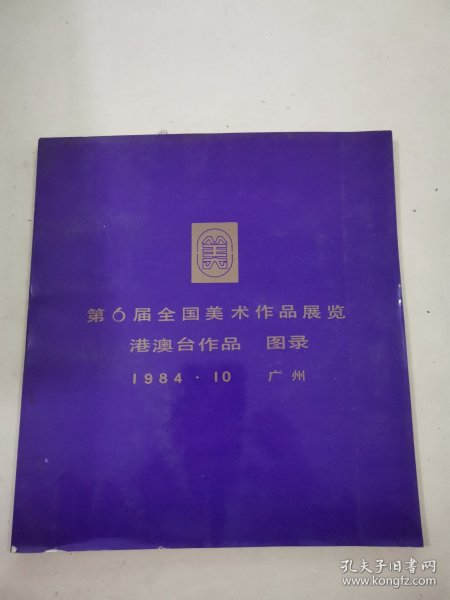 美
第6届全国美术作品展览
港澳台作品 图录
1984·10 广州
孔夫子旧书网
www.kongfz.com